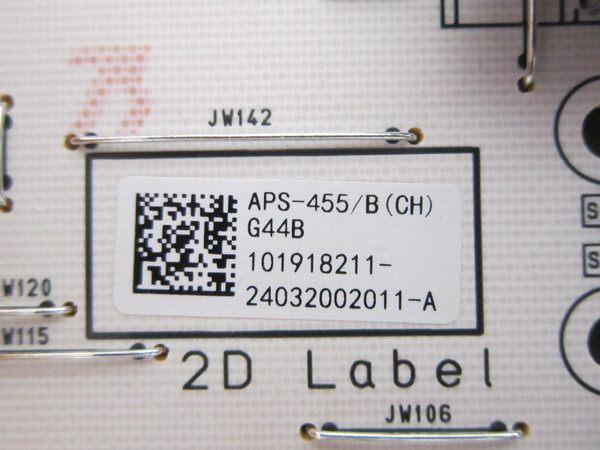 JW142
APS-455/B(CH)
G44B
101918211-
24032002011-A
W120
W115
2D Label
JW106
S
S